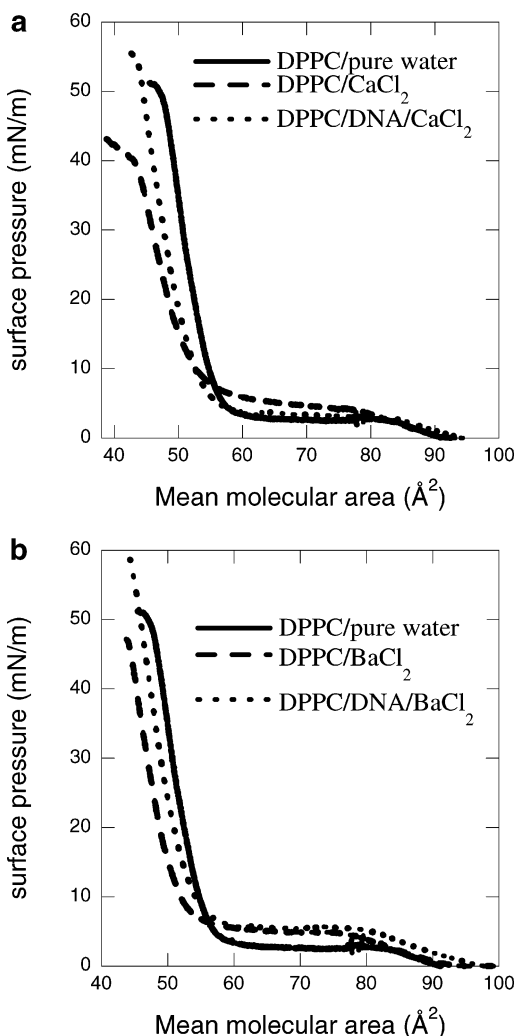 a
60
50
40
30
20
10
0
surface pressure (mN/m)
DPPC/pure water
DPPC/CaCl2
DPPC/DNA/CaCl2
40 50 60 70 80 90 100
Mean molecular area (Å2)
b
60
50
40
30
20
10
0
surface pressure (mN/m)
DPPC/pure water
DPPC/BaCl2
DPPC/DNA/BaCl2
40 50 60 70 80 90 100
Mean molecular area (Å2)